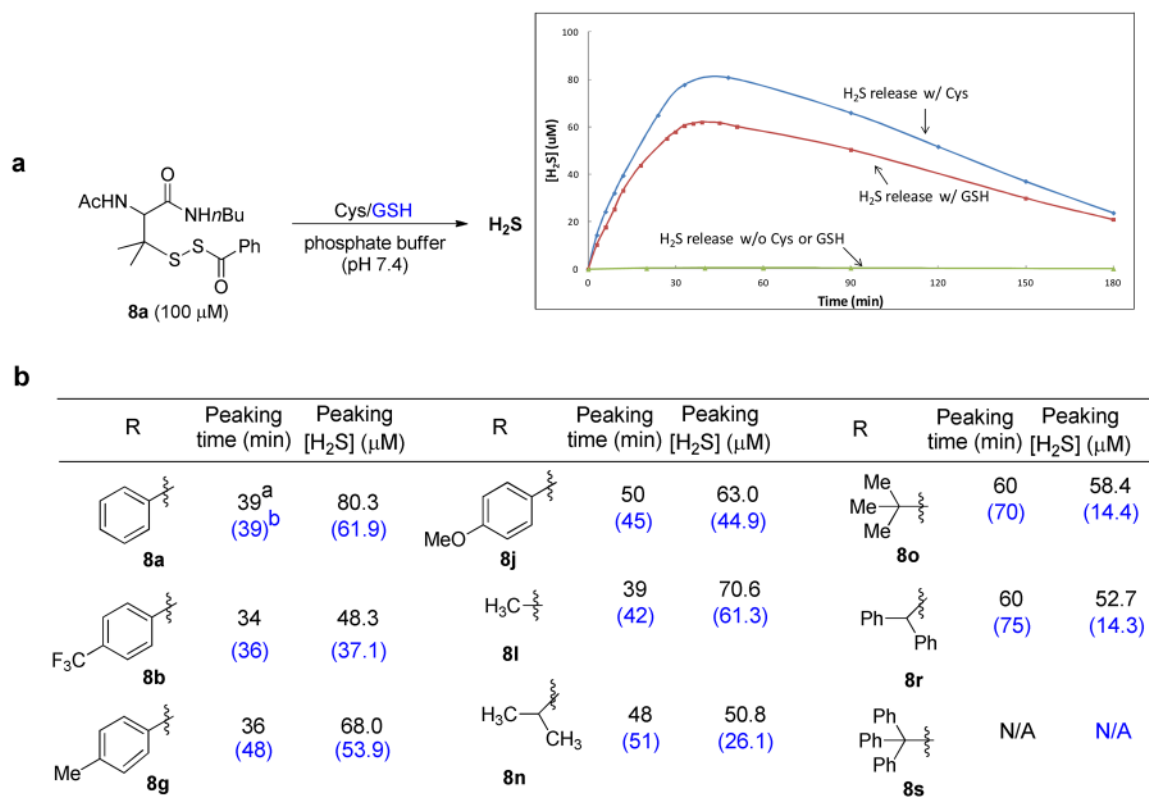 a
AcHN
O
NHnBu
S
S
Ph
O
8a (100 μM)
Cys/GSH
phosphate buffer
(pH 7.4)
H2S
[H2S] (uM)
100
80
60
40
20
0
H2S release w/ Cys
H2S release w/ GSH
H2S release w/o Cys or GSH
0 30 60 90 120 150 180
Time (min)
b
R Peaking time (min) Peaking [H2S] (μM) R Peaking time (min) Peaking [H2S] (μM) R Peaking time (min) Peaking [H2S] (μM)
39a 80.3
(39)b (61.9)
8a
MeO
50 63.0
(45) (44.9)
8j
Me
Me
Me
60 58.4
(70) (14.4)
8o
F3C
34 48.3
(36) (37.1)
8b
H3C
39 70.6
(42) (61.3)
8l
Ph
Ph
60 52.7
(75) (14.3)
8r
Me
36 68.0
(48) (53.9)
8g
H3C
CH3
48 50.8
(51) (26.1)
8n
Ph
Ph
Ph
N/A N/A
8s